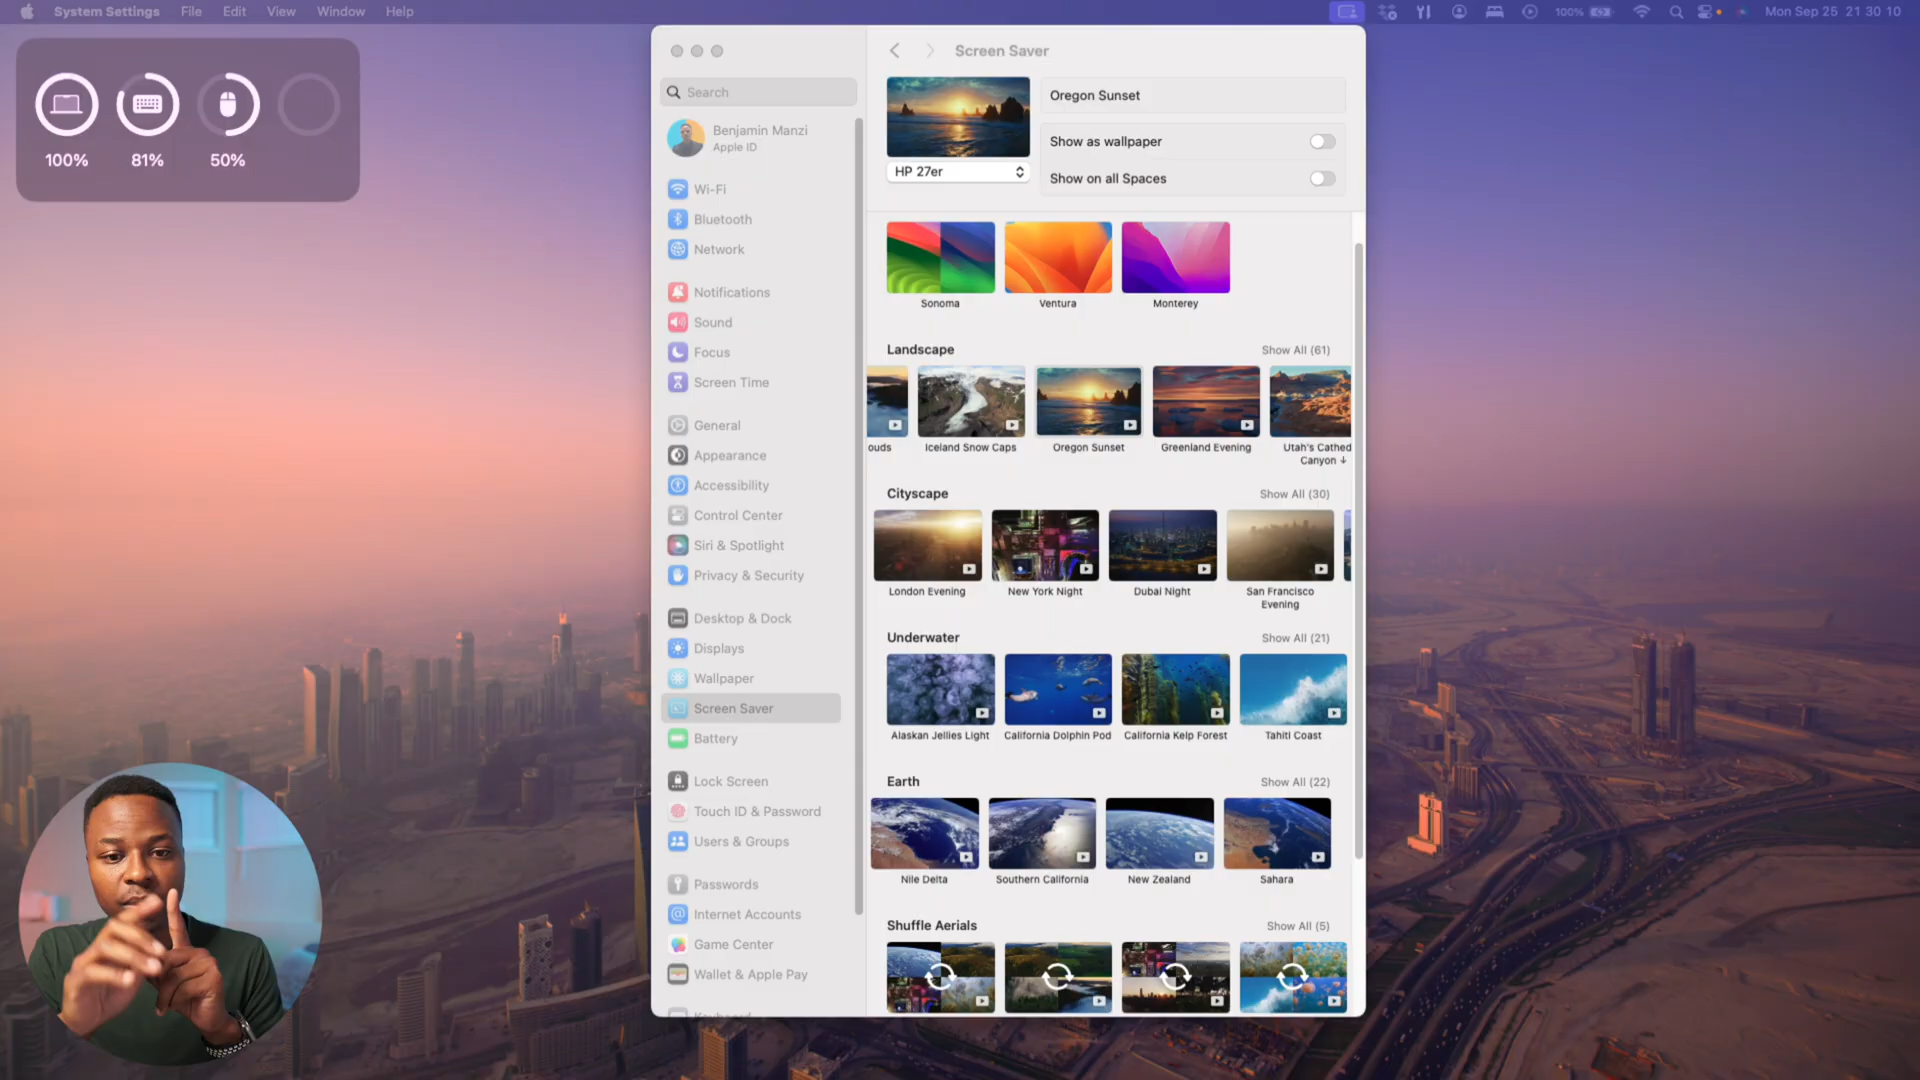 System Settings File Edit View Window Help
100% Mon Sep 25 21 30 10
100% 81% 50%
Search
Benjamin Manzi
Apple ID
Wi-Fi
Bluetooth
Network
Notifications
Sound
Focus
Screen Time
General
Appearance
Accessibility
Control Center
Siri & Spotlight
Privacy & Security
Desktop & Dock
Displays
Wallpaper
Screen Saver
Battery
Lock Screen
Touch ID & Password
Users & Groups
Passwords
Internet Accounts
Game Center
Wallet & Apple Pay
Keyboard
Screen Saver
HP 27er
Oregon Sunset
Show as wallpaper
Show on all Spaces
Sonoma Ventura Monterey
Landscape Show All (61)
ouds Iceland Snow Caps Oregon Sunset Greenland Evening Utah's Cathed
Canyon ↓
Cityscape Show All (30)
London Evening New York Night Dubai Night San Francisco
Evening
Underwater Show All (21)
Alaskan Jellies Light California Dolphin Pod California Kelp Forest Tahiti Coast
Earth Show All (22)
Nile Delta Southern California New Zealand Sahara
Shuffle Aerials Show All (5)